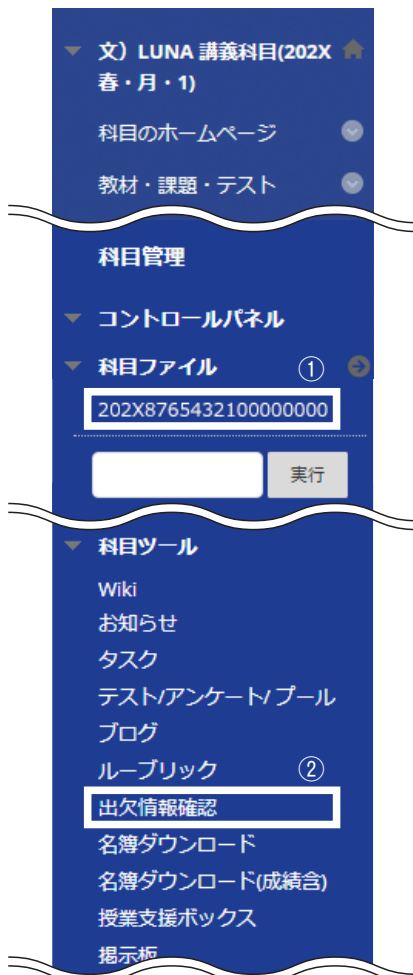 文）LUNA 講義科目(202X
春・月・1)
科目のホームページ
教材・課題・テスト
科目管理
コントロールパネル
科目ファイル ①
202X8765432100000000
実行
科目ツール
Wiki
お知らせ
タスク
テスト/アンケート/プール
ブログ
ルーブリック ②
出欠情報確認
名簿ダウンロード
名簿ダウンロード(成績含)
授業支援ボックス
掲示板